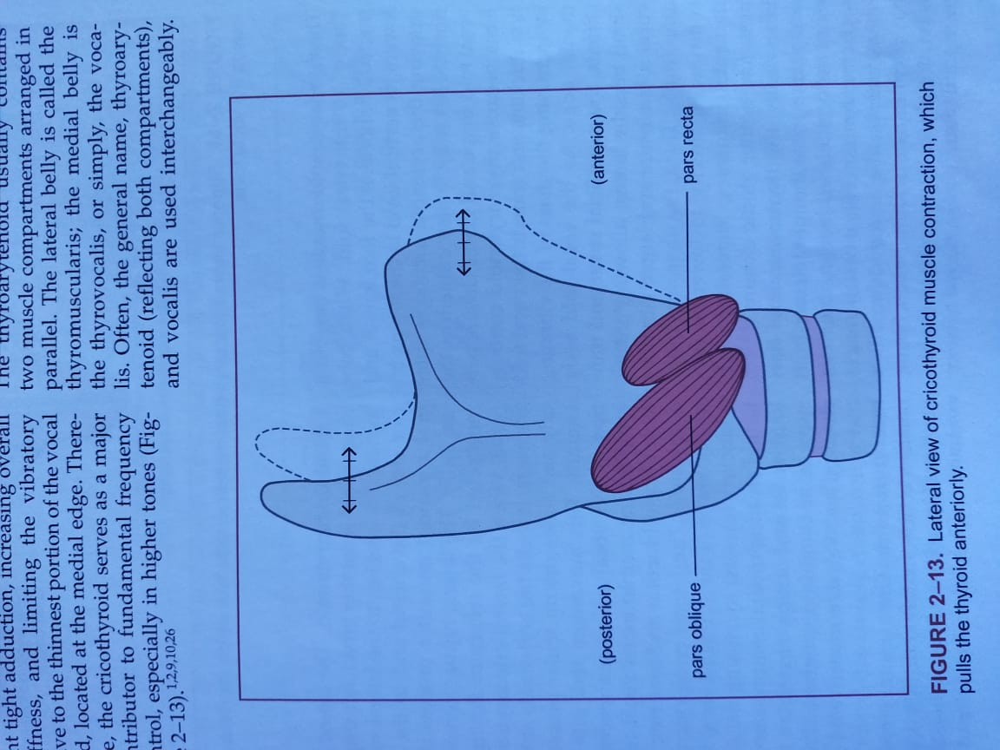 nt tight adduction, increasing overall
ffness, and limiting the vibratory
ve to the thinnest portion of the vocal
d, located at the medial edge. There-
e, the cricothyroid serves as a major
ntributor to fundamental frequency
ntrol, especially in higher tones (Fig-
2–13).1,2,9,10,26
The thyroarytenoid usually contains
two muscle compartments arranged in
parallel. The lateral belly is called the
thyromuscularis; the medial belly is
the thyrovocalis, or simply, the voca-
lis. Often, the general name, thyroary-
tenoid (reflecting both compartments),
and vocalis are used interchangeably.
(posterior)
(anterior)
pars oblique
pars recta
FIGURE 2–13. Lateral view of cricothyroid muscle contraction, which
pulls the thyroid anteriorly.